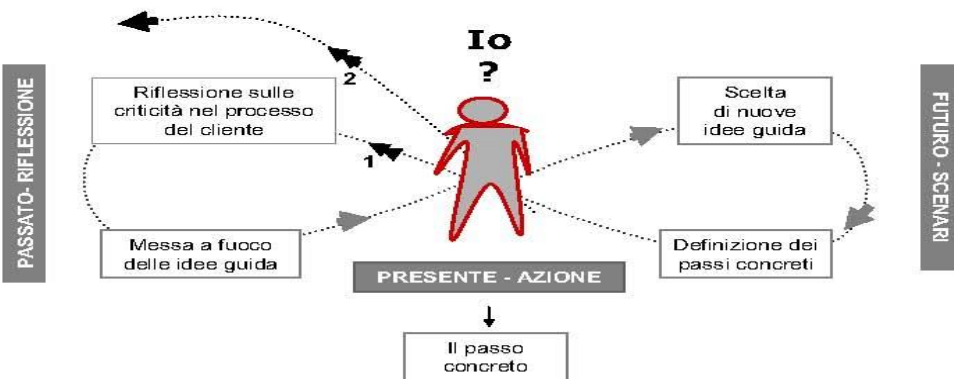 Io
?
2
1
PASSATO- RIFLESSIONE
Riflessione sulle
criticità nel processo
del cliente
Messa a fuoco
delle idee guida
Scelta
di nuove
idee guida
Definizione dei
passi concreti
FUTURO - SCENARI
PRESENTE - AZIONE
Il passo
concreto